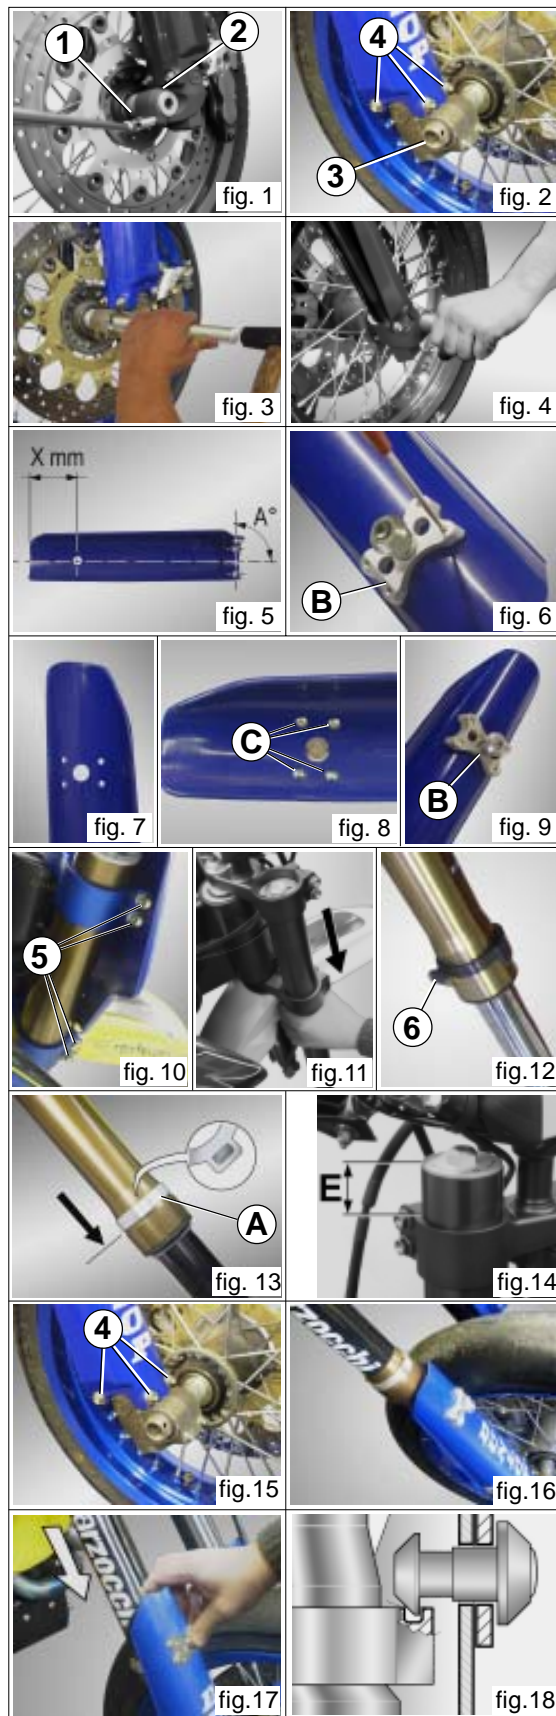 1
2
fig. 1
4
3
fig. 2
fig. 3
fig. 4
X mm
A°
fig. 5
B
fig. 6
fig. 7
C
fig. 8
B
fig. 9
5
fig. 10
fig.11
6
fig.12
A
fig. 13
E
fig.14
4
fig.15
zocchi
fig.16
arzocchi
fig.17
fig.18